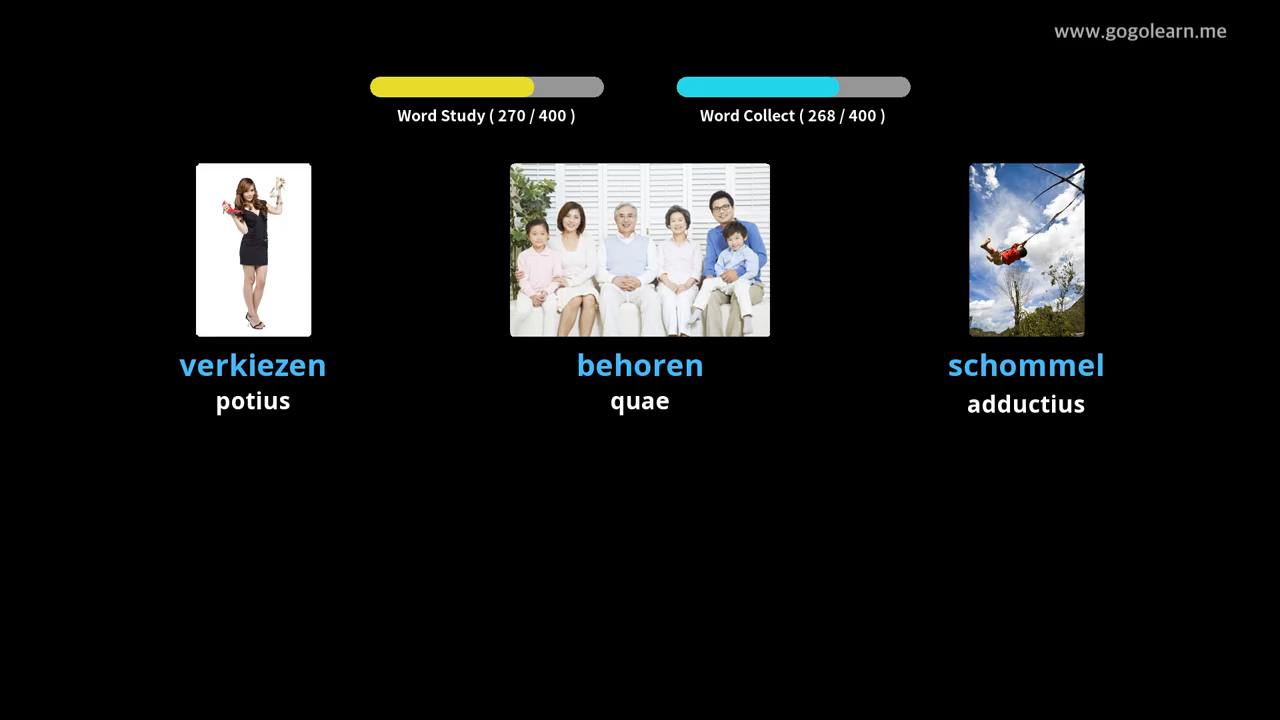 www.gogolearn.me
Word Study ( 270 / 400 )
Word Collect ( 268 / 400 )
verkiezen
potius
behoren
quae
schommel
adductius